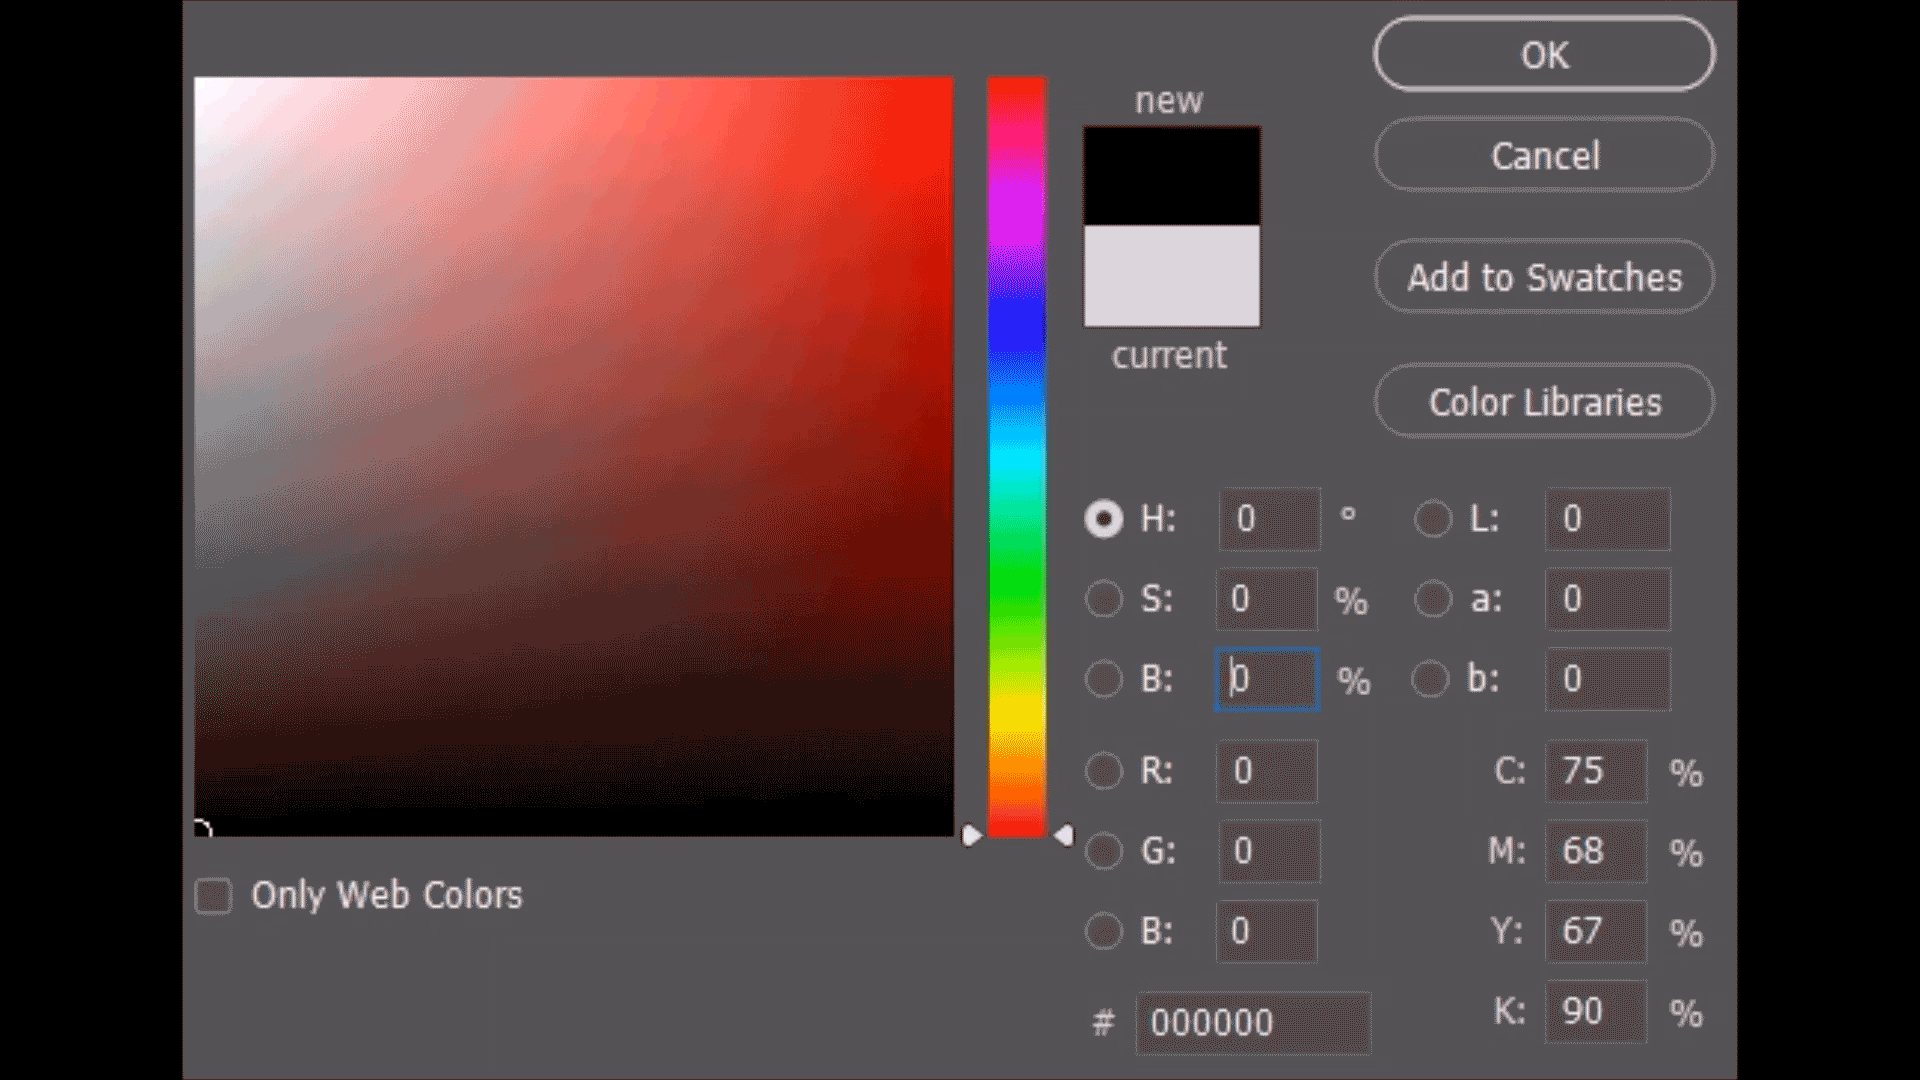 OK
new
Cancel
Add to Swatches
current
Color Libraries
H: 0 ° L: 0
S: 0 % a: 0
B: 0 % b: 0
R: 0 C: 75 %
G: 0 M: 68 %
Only Web Colors
B: 0 Y: 67 %
# 000000 K: 90 %